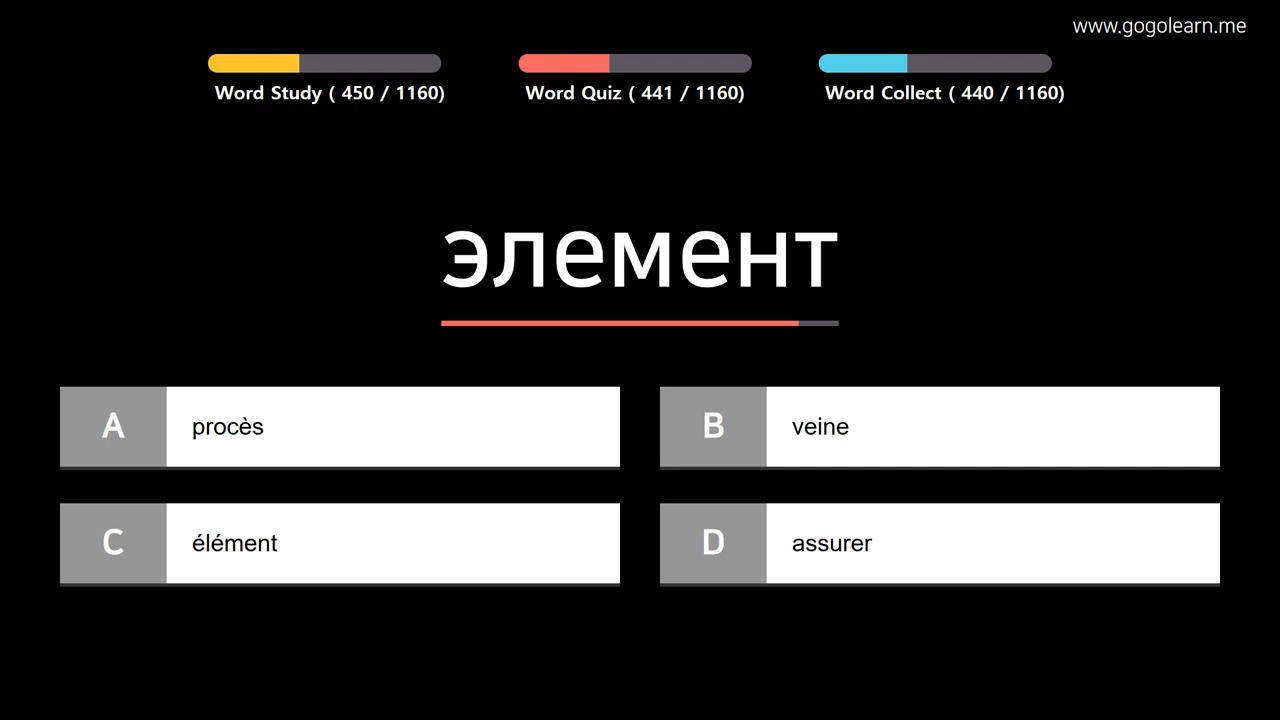 www.gogolearn.me
Word Study ( 450 / 1160)
Word Quiz ( 441 / 1160)
Word Collect ( 440 / 1160)
элемент
A procès
B veine
C élément
D assurer